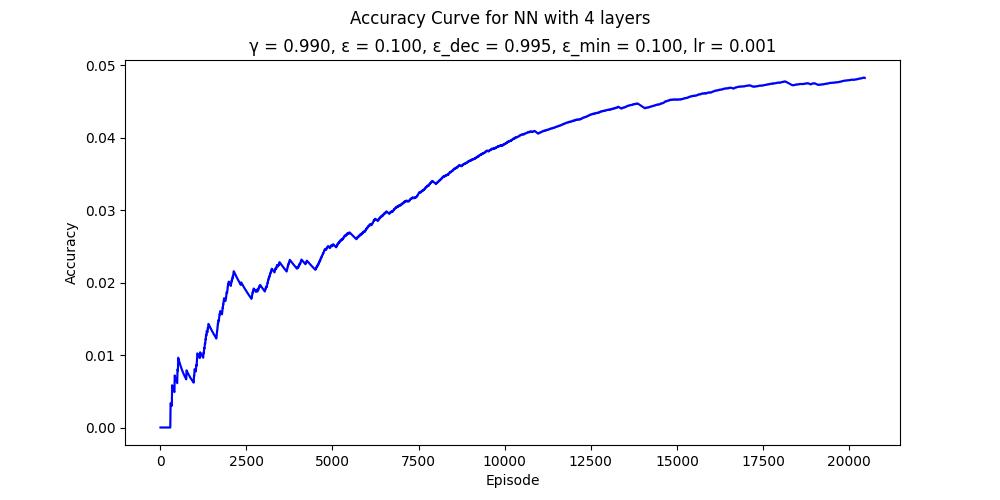 Accuracy Curve for NN with 4 layers
γ = 0.990, ε = 0.100, ε_dec = 0.995, ε_min = 0.100, lr = 0.001
0.05
0.04
0.03
0.02
0.01
0.00
Accuracy
0 2500 5000 7500 10000 12500 15000 17500 20000
Episode